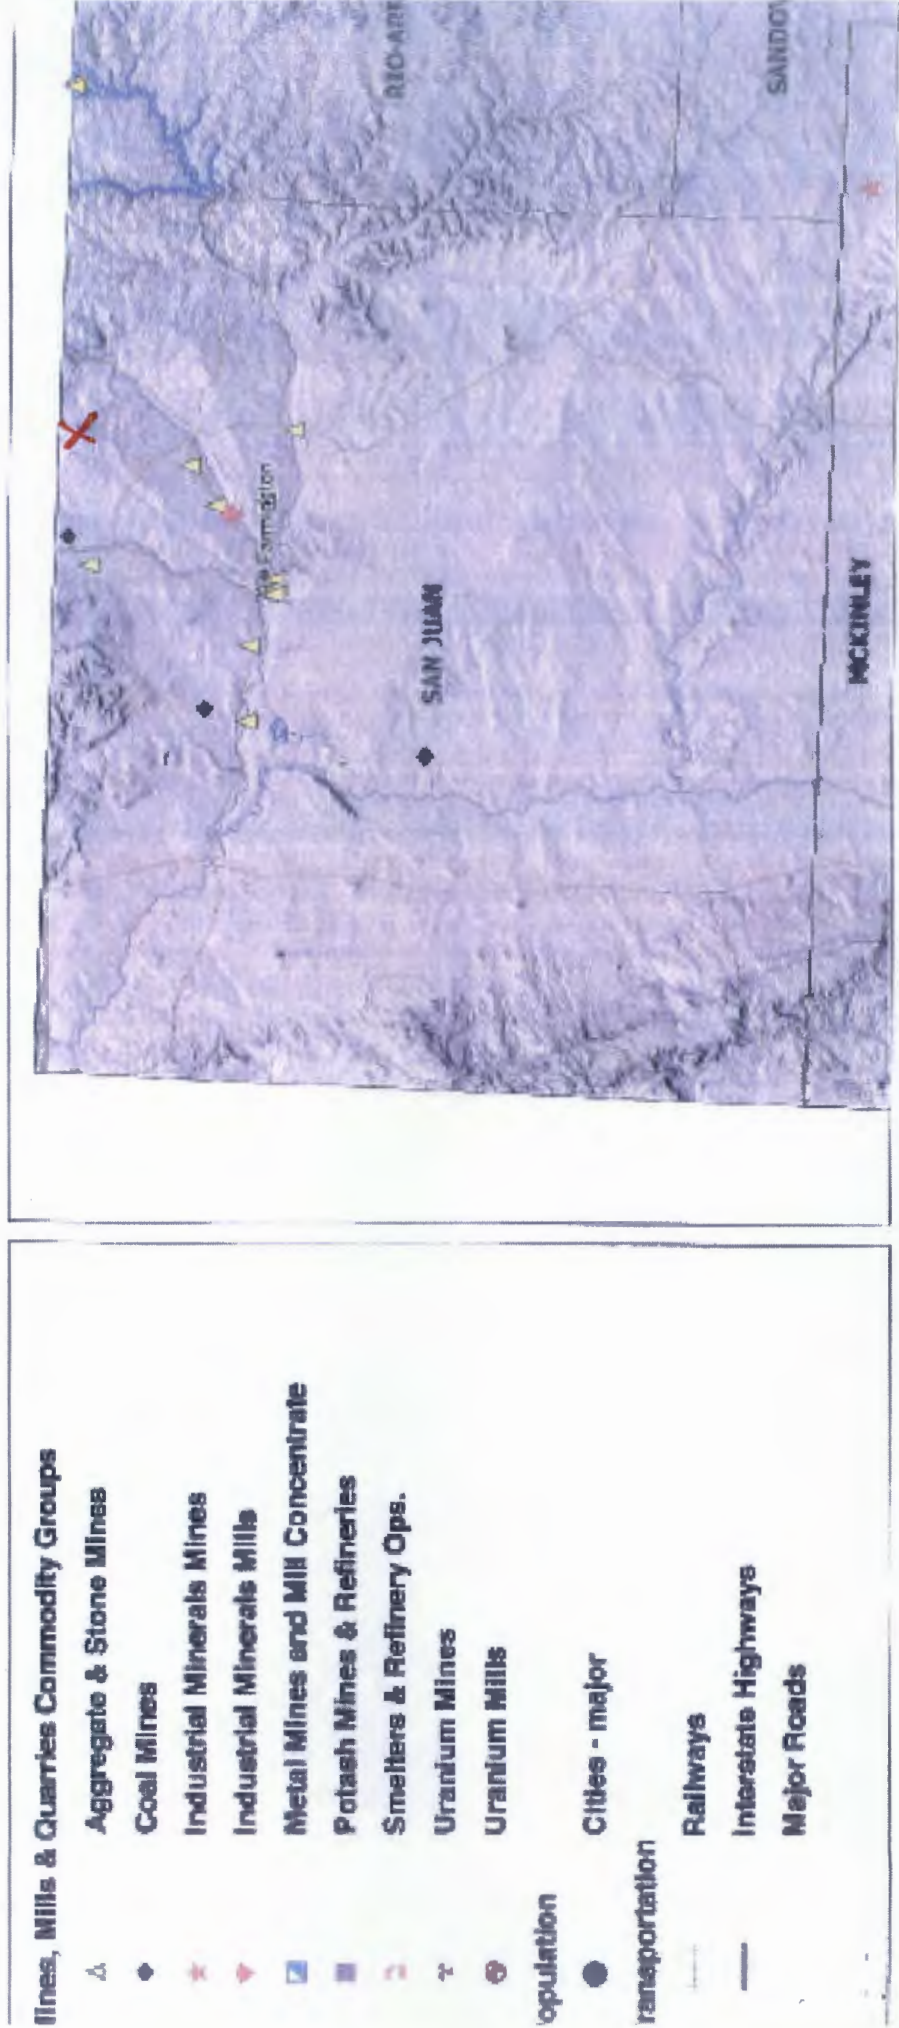 lines, Mills & Quarries Commodity Groups
Aggregate & Stone Mines
Coal Mines
Industrial Minerals Mines
Industrial Minerals Mills
Metal Mines and Mill Concentrate
Potash Mines & Refineries
Smelters & Refinery Ops.
Uranium Mines
Uranium Mills
opulation
Cities - major
ransportation
Railways
Interstate Highways
Major Roads
RIO ARR
SANDOV
Farmington
SAN JUAN
MCKINLEY